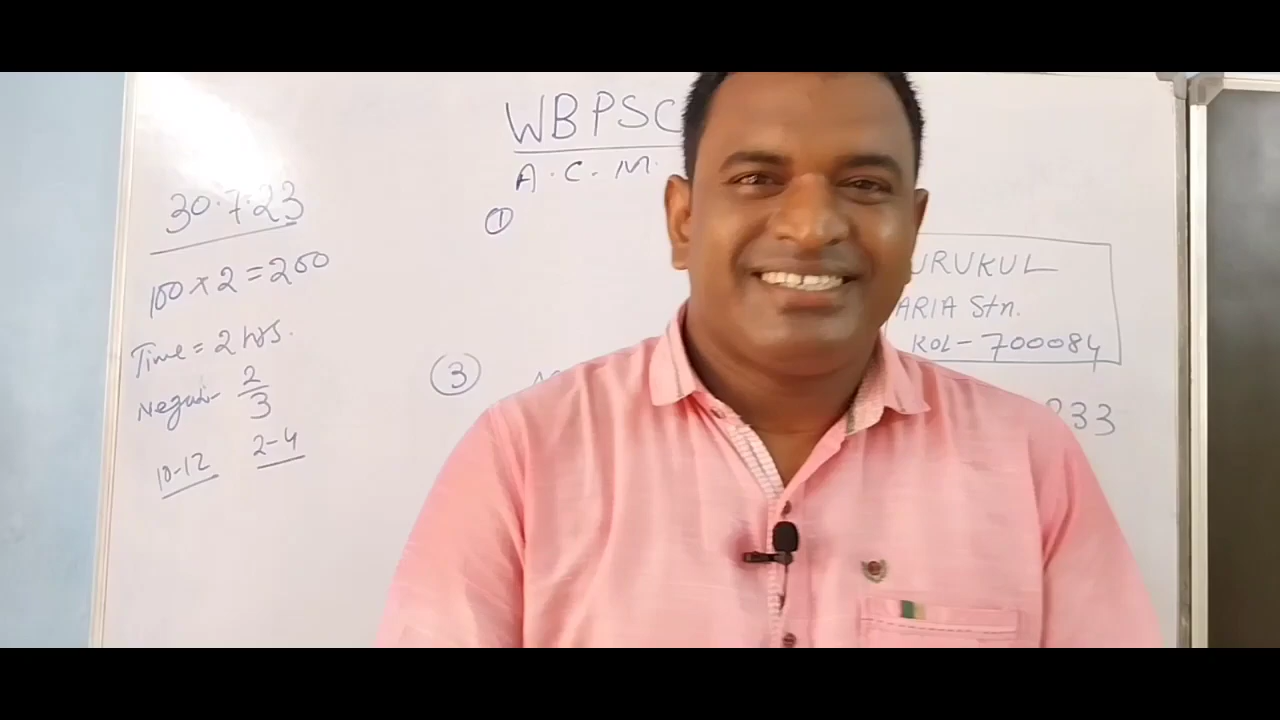 WBPSC
A.C.M.
30.7.23
100 x 2 = 200
Time = 2 hrs.
2/3
10-12 2-4
①
③
URUKUL
ARIA Stn.
KOL- 700084
233